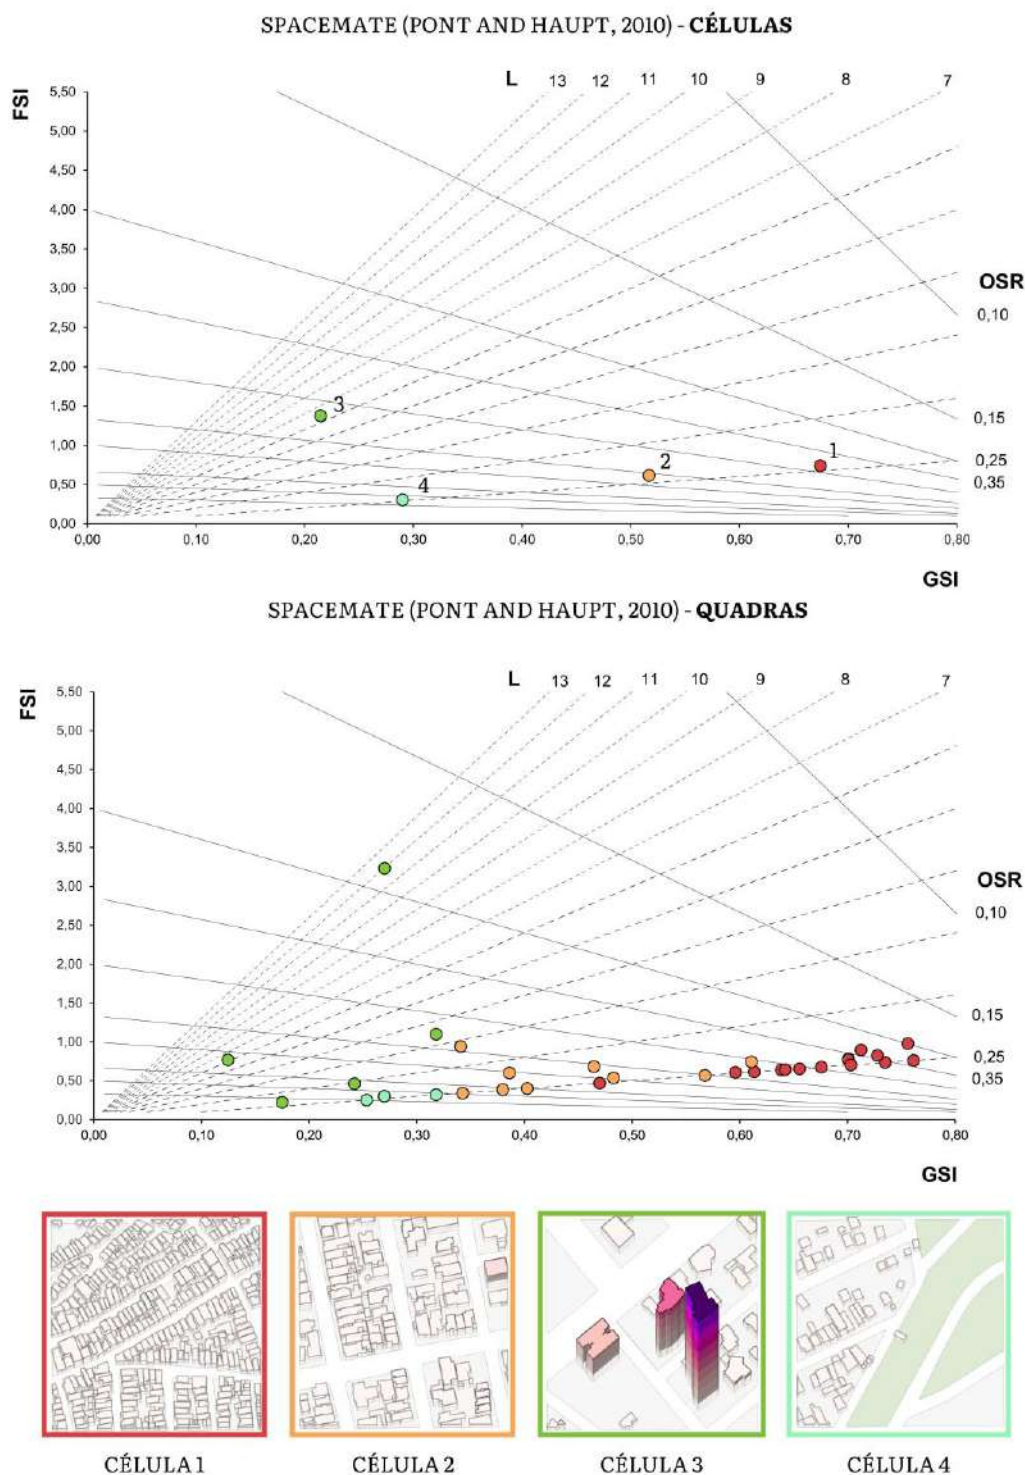 SPACEMATE (PONT AND HAUPT, 2010) - CÉLULAS
L 13 12 11 10 9 8 7
FSI
5,50
5,00
4,50
4,00
3,50
3,00
2,50
2,00
1,50
1,00
0,50
0,00
OSR
0,10
0,15
0,25
0,35
3
1
2
4
0,00 0,10 0,20 0,30 0,40 0,50 0,60 0,70 0,80
GSI
SPACEMATE (PONT AND HAUPT, 2010) - QUADRAS
L 13 12 11 10 9 8 7
FSI
5,50
5,00
4,50
4,00
3,50
3,00
2,50
2,00
1,50
1,00
0,50
0,00
OSR
0,10
0,15
0,25
0,35
0,00 0,10 0,20 0,30 0,40 0,50 0,60 0,70 0,80
GSI
CÉLULA 1 CÉLULA 2 CÉLULA 3 CÉLULA 4